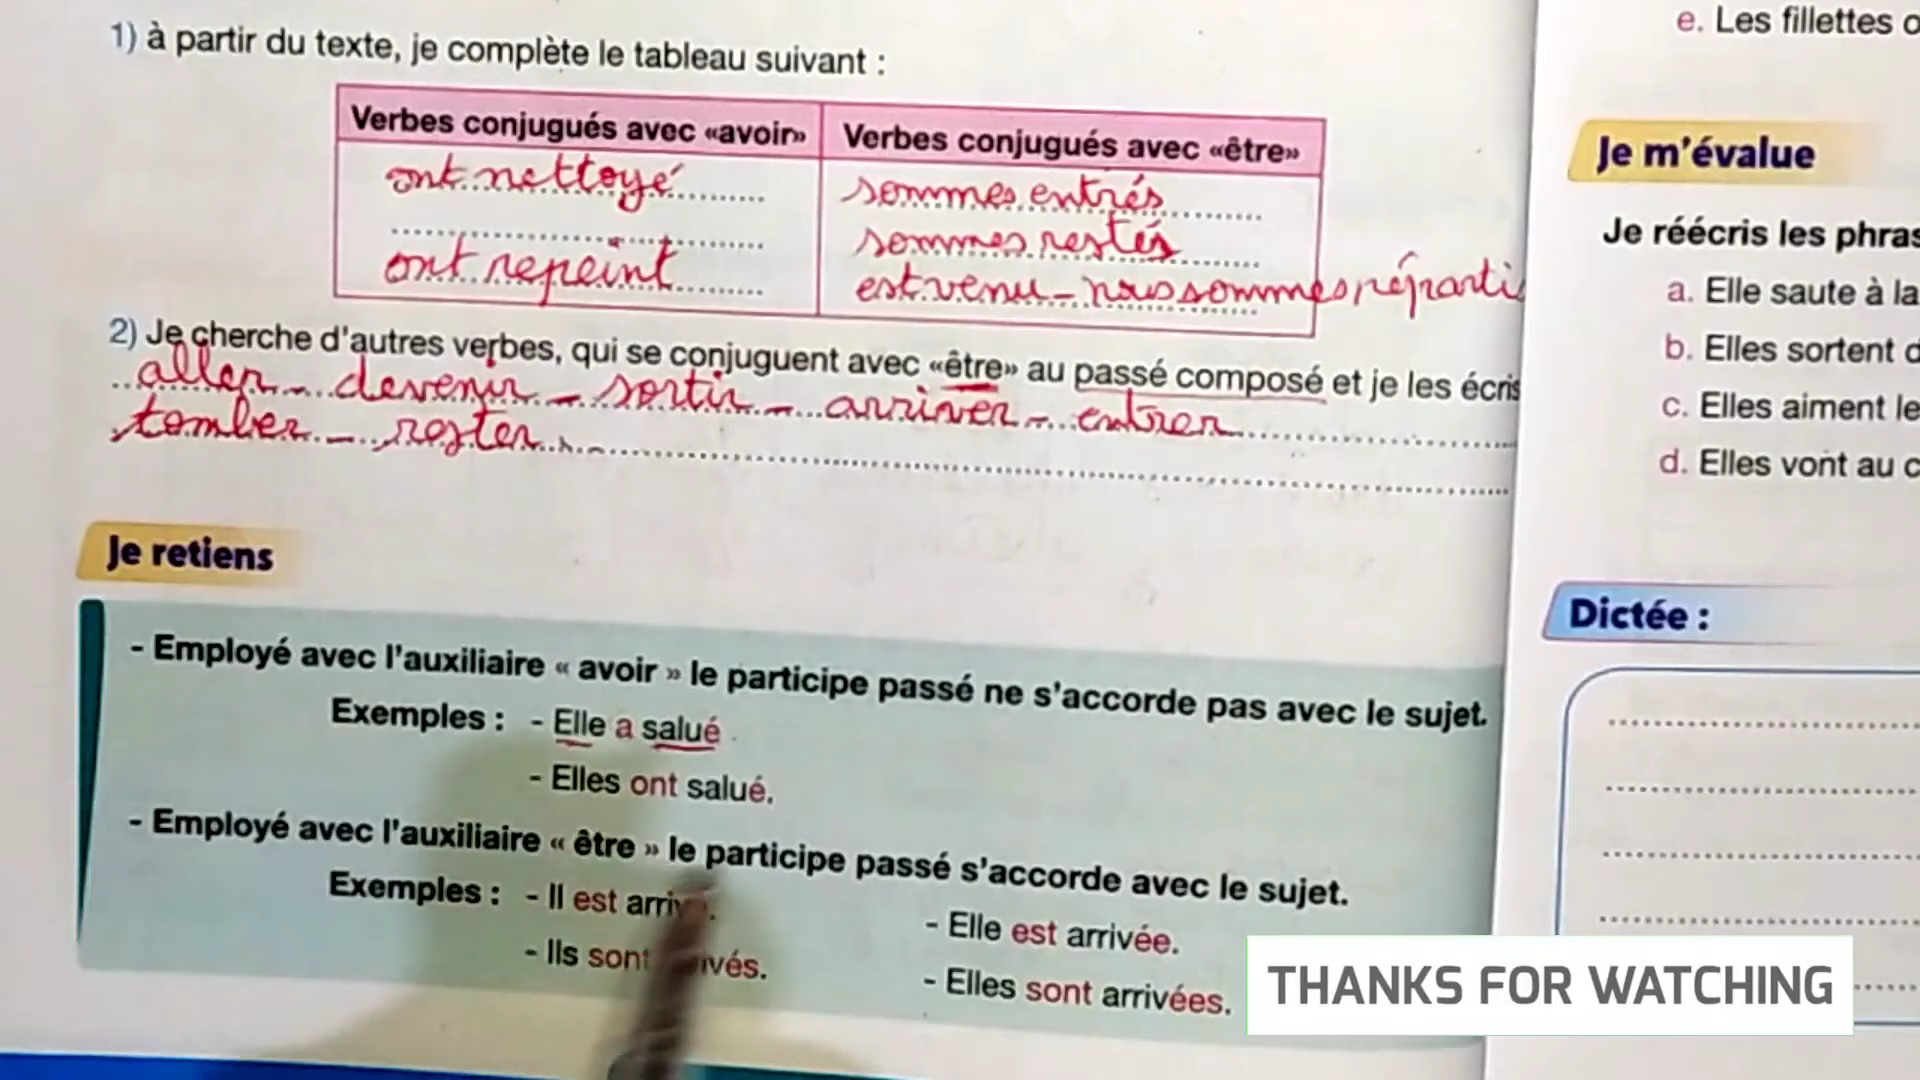 1) à partir du texte, je complète le tableau suivant :
Verbes conjugués avec «avoir»
Verbes conjugués avec «être»
ont nettoyé
ont repeint
sommes entrés
sommes restés
est venu - nous sommes réparti
2) Je cherche d'autres verbes, qui se conjuguent avec «être» au passé composé et je les écris
aller - devenir - sortir - arriver - entrer
tomber - rester
Je retiens
- Employé avec l'auxiliaire « avoir » le participe passé ne s'accorde pas avec le sujet.
Exemples : - Elle a salué
- Elles ont salué.
- Employé avec l'auxiliaire « être » le participe passé s'accorde avec le sujet.
Exemples : - Il est
- Elle est arrivée.
- Ils sont
- Elles sont arrivées.
e. Les fillettes
Je m'évalue
Je réécris les
a. Elle saute à la
b. Elles sortent
c. Elles aiment
d. Elles vont au
Dictée :
THANKS FOR WATCHING